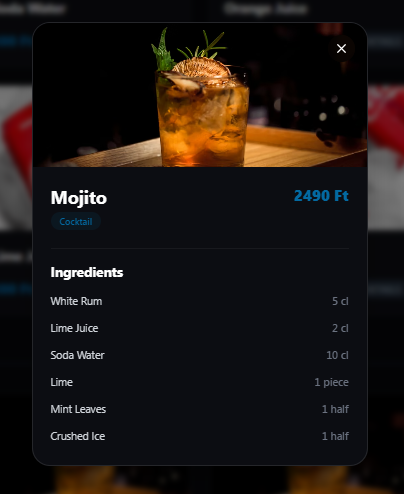 Soda Water
Orange Juice
Mojito
2490 Ft
Cocktail
Ingredients
White Rum
5 cl
Lime Juice
2 cl
Soda Water
10 cl
Lime
1 piece
Mint Leaves
1 half
Crushed Ice
1 half